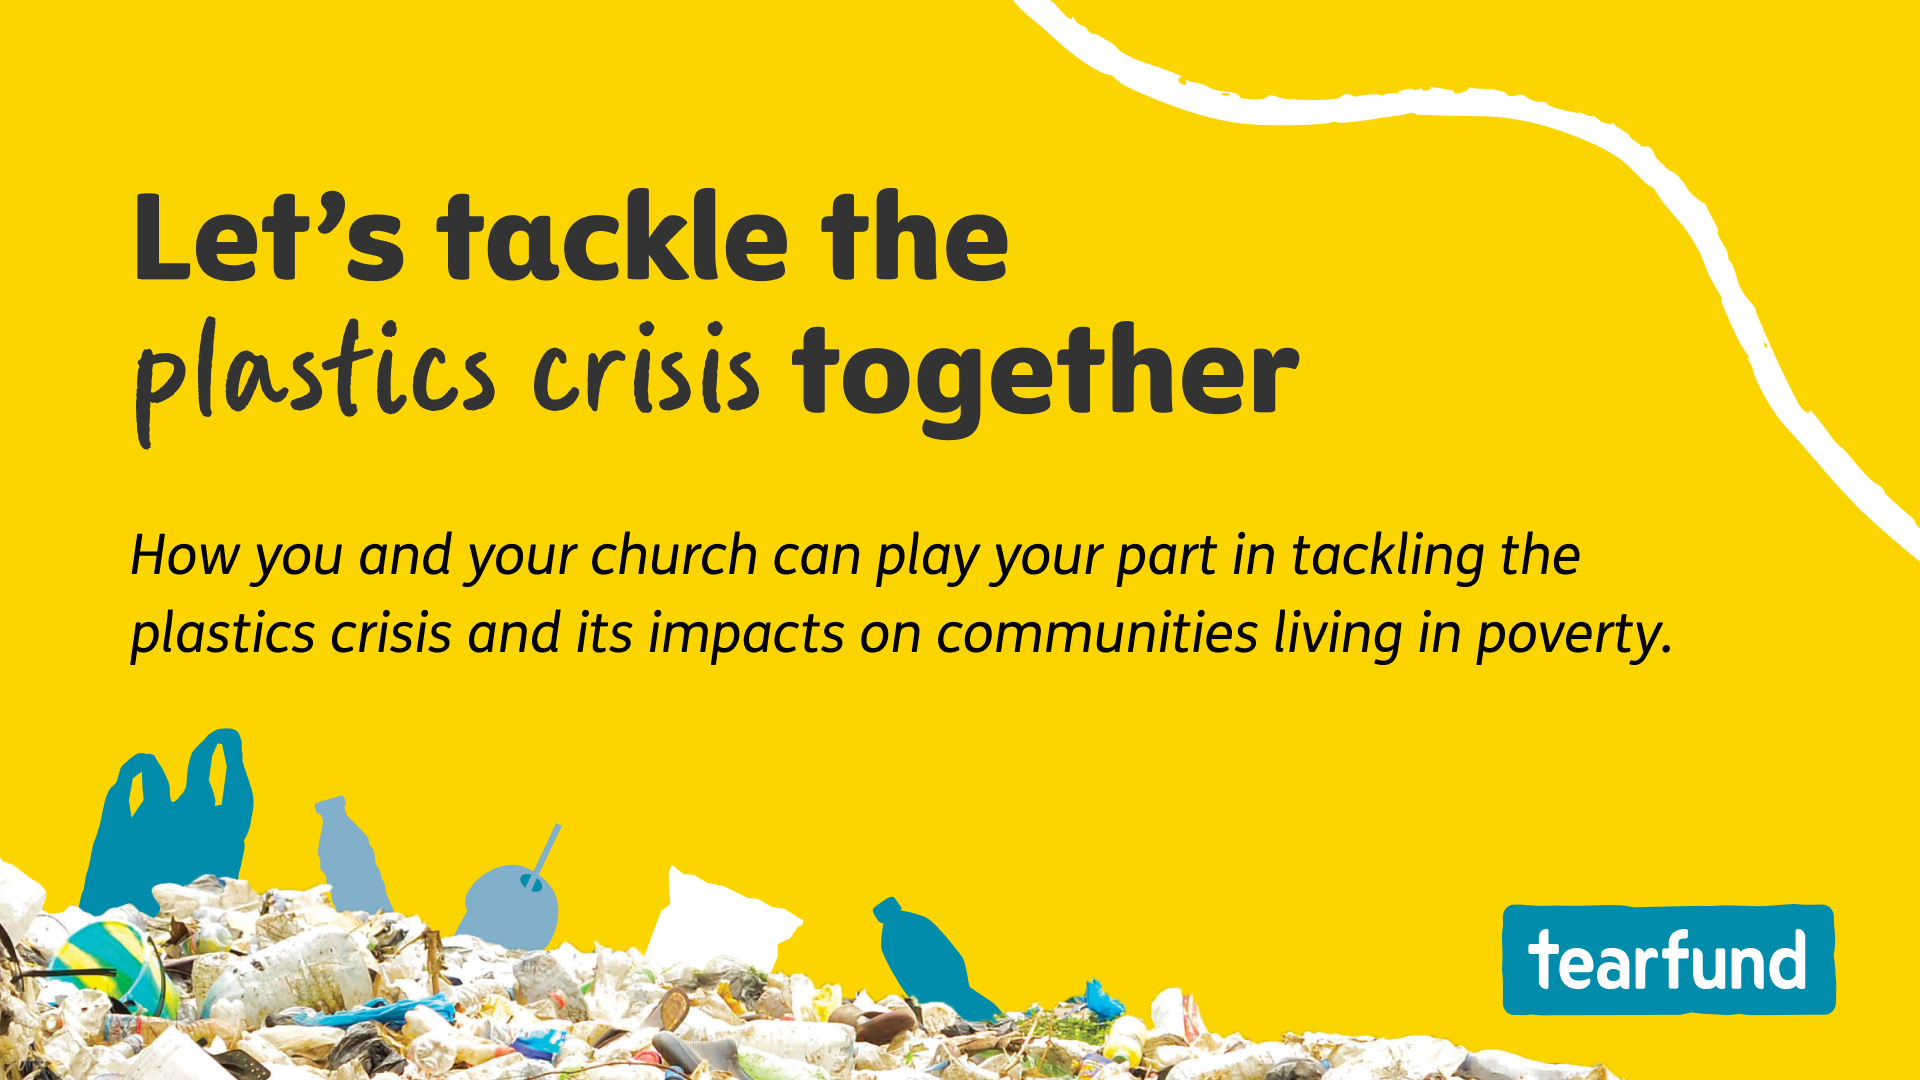 Let’s tackle the
plastics crisis together
How you and your church can play your part in tackling the
plastics crisis and its impacts on communities living in poverty.
tearfund